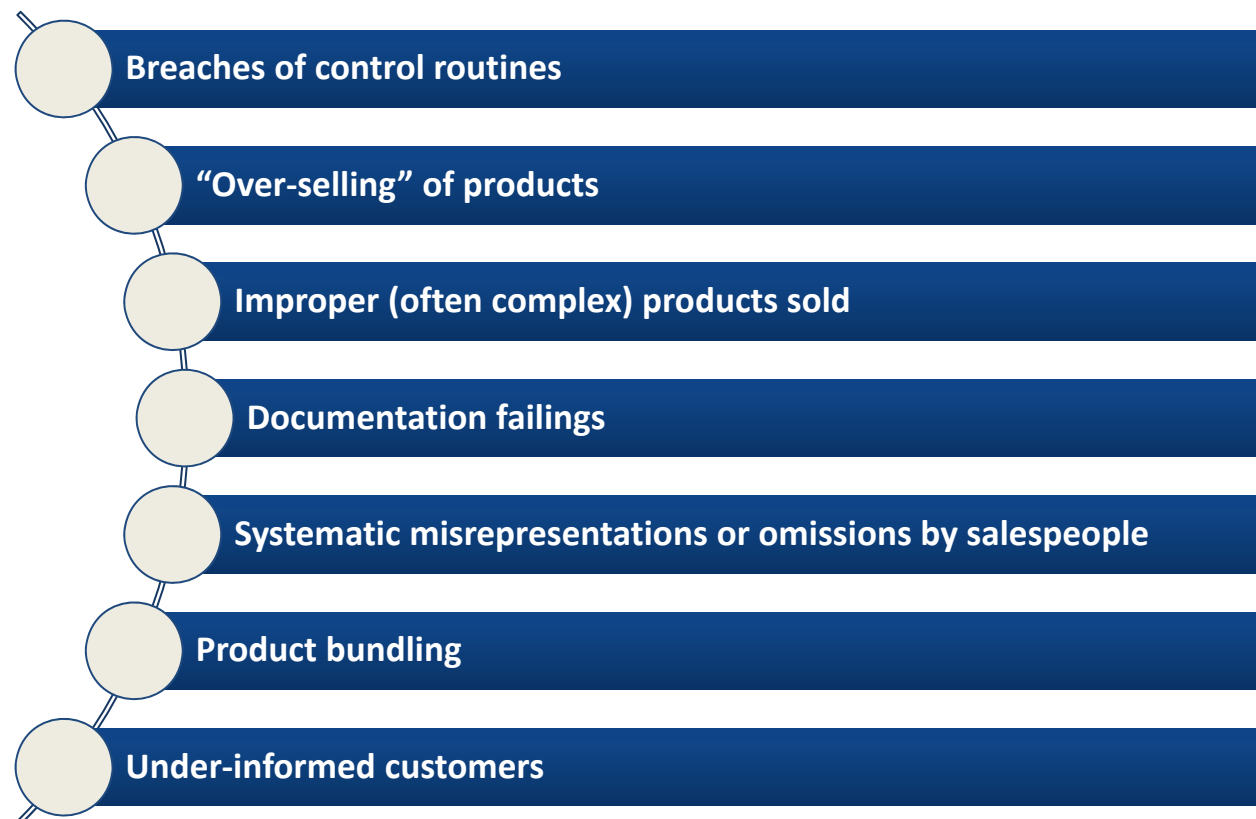 Breaches of control routines
“Over-selling” of products
Improper (often complex) products sold
Documentation failings
Systematic misrepresentations or omissions by salespeople
Product bundling
Under-informed customers